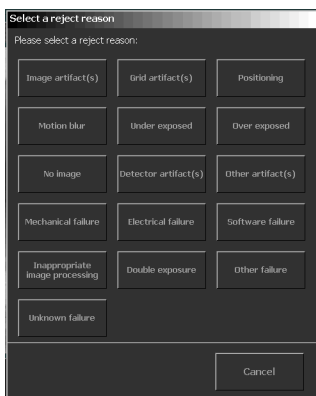 Select a reject reason
Please select a reject reason:
Image artifact(s) Grid artifact(s) Positioning
Motion blur Under exposed Over exposed
No image Detector artifact(s) Other artifact(s)
Mechanical failure Electrical failure Software failure
Inappropriate
image processing Double exposure Other failure
Unknown failure
Cancel